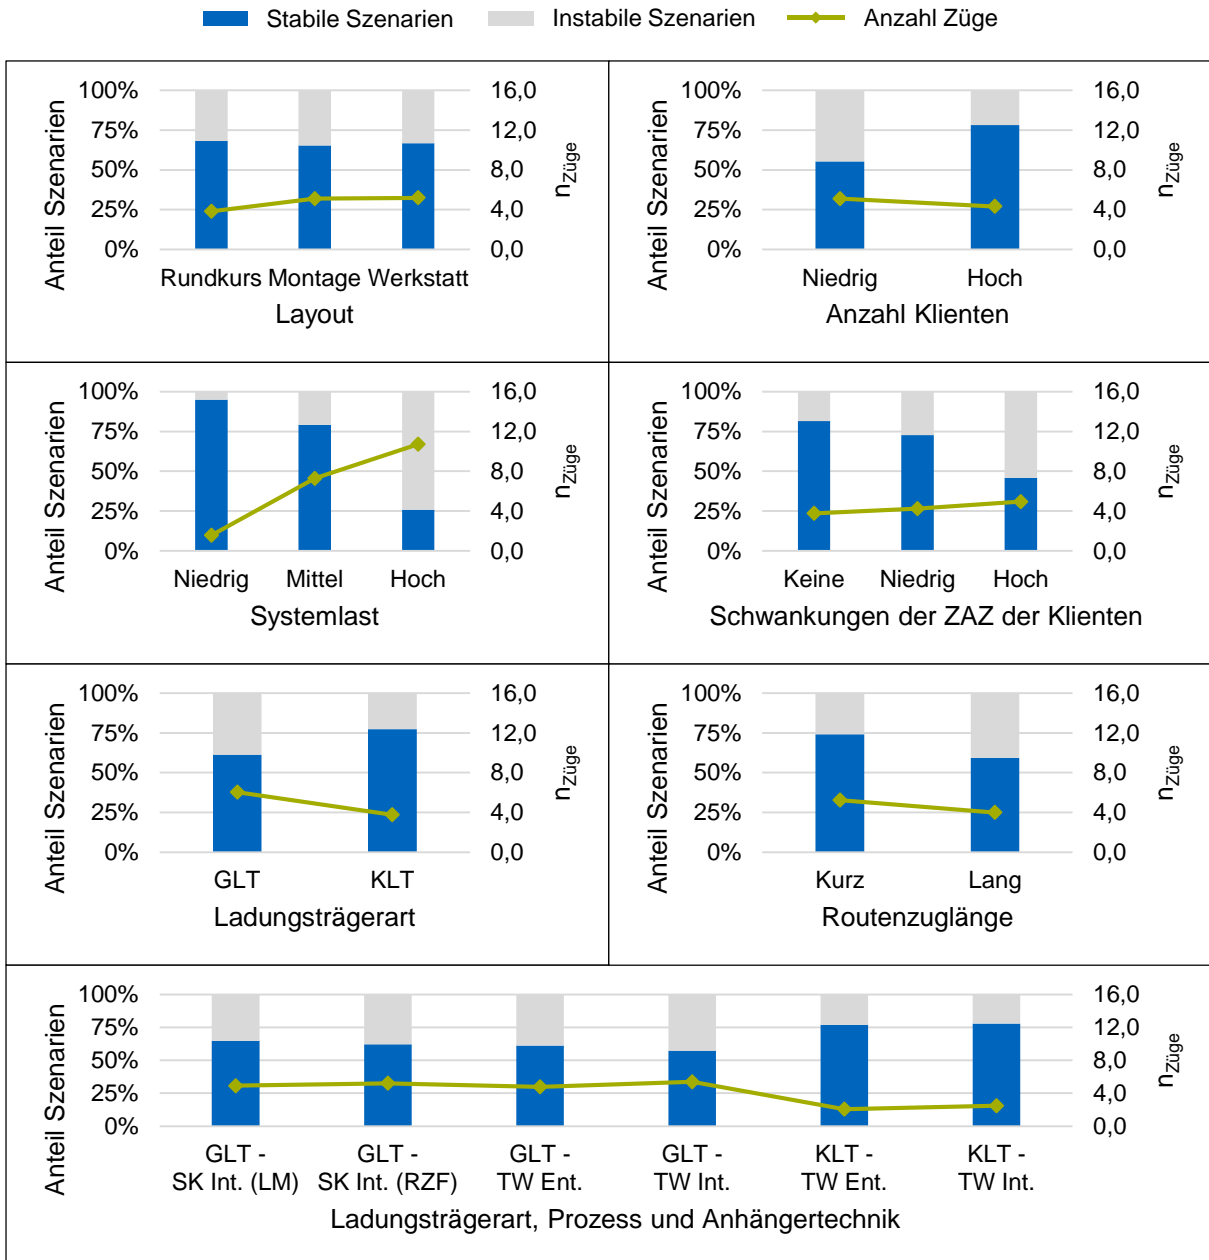 Stabile Szenarien Instabile Szenarien Anzahl Züge
Anteil Szenarien
100%
75%
50%
25%
0%
16,0
12,0
8,0
4,0
0,0
nZüge
Rundkurs Montage Werkstatt
Layout
Anteil Szenarien
100%
75%
50%
25%
0%
16,0
12,0
8,0
4,0
0,0
nZüge
Niedrig Hoch
Anzahl Klienten
Anteil Szenarien
100%
75%
50%
25%
0%
16,0
12,0
8,0
4,0
0,0
nZüge
Niedrig Mittel Hoch
Systemlast
Anteil Szenarien
100%
75%
50%
25%
0%
16,0
12,0
8,0
4,0
0,0
nZüge
Keine Niedrig Hoch
Schwankungen der ZAZ der Klienten
Anteil Szenarien
100%
75%
50%
25%
0%
16,0
12,0
8,0
4,0
0,0
nZüge
GLT KLT
Ladungsträgerart
Anteil Szenarien
100%
75%
50%
25%
0%
16,0
12,0
8,0
4,0
0,0
nZüge
Kurz Lang
Routenzuglänge
Anteil Szenarien
100%
75%
50%
25%
0%
16,0
12,0
8,0
4,0
0,0
nZüge
GLT - GLT - GLT - GLT - KLT - KLT -
SK Int. (LM) SK Int. (RZF) TW Ent. TW Int. TW Ent. TW Int.
Ladungsträgerart, Prozess und Anhängertechnik